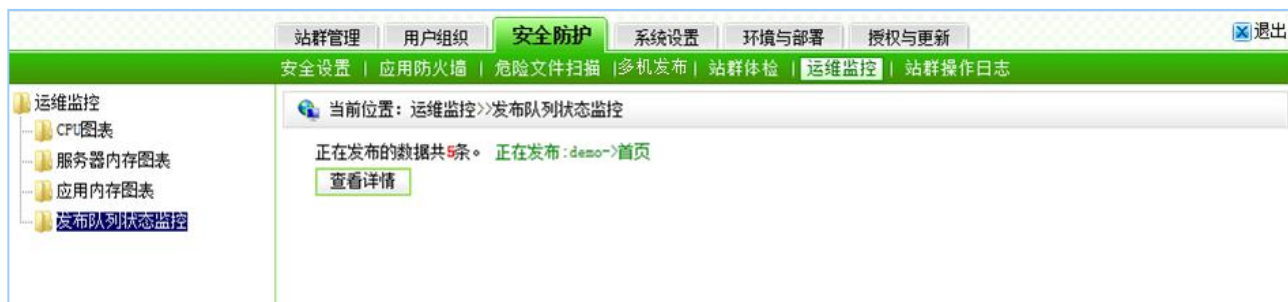 站群管理 用户组织 安全防护 系统设置 环境与部署 授权与更新 退出
安全设置 | 应用防火墙 | 危险文件扫描 |多机发布| 站群体检 | 运维监控 | 站群操作日志
运维监控
CPU图表
服务器内存图表
应用内存图表
发布队列状态监控
当前位置：运维监控>>发布队列状态监控
正在发布的数据共5条。 正在发布:demo->首页
查看详情